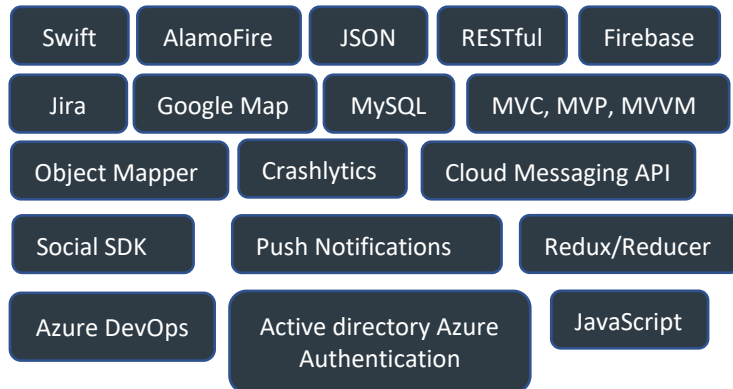 Swift AlamoFire JSON RESTful Firebase
Jira Google Map MySQL MVC, MVP, MVVM
Object Mapper Crashlytics Cloud Messaging API
Social SDK Push Notifications Redux/Reducer
Azure DevOps Active directory Azure JavaScript
Authentication